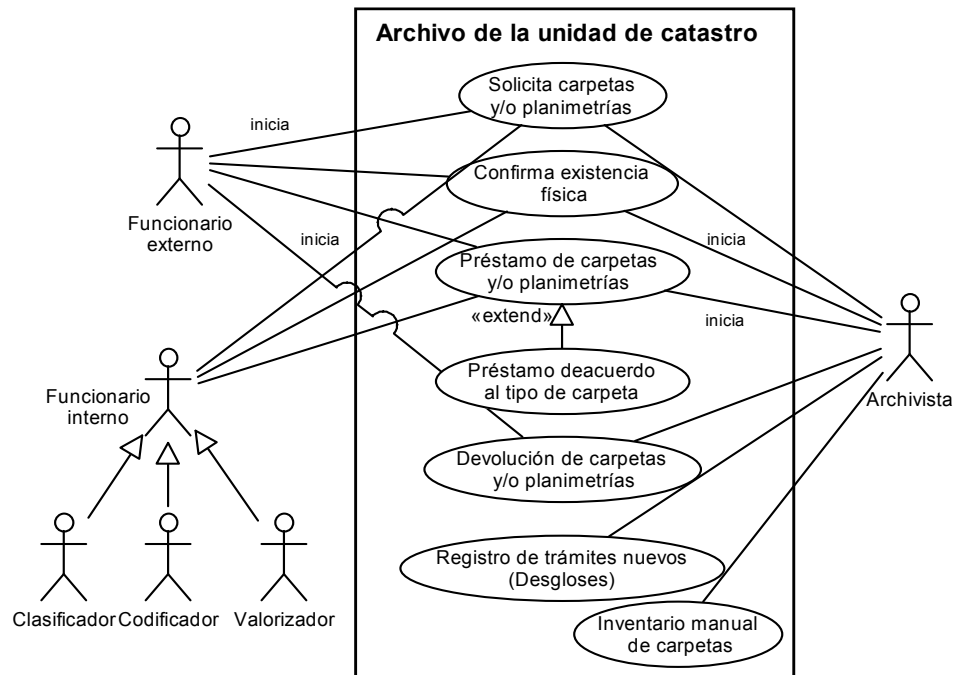 Archivo de la unidad de catastro
Solicita carpetas
y/o planimetrías
inicia
Funcionario
externo
Confirma existencia
física
inicia
inicia
Préstamo de carpetas
y/o planimetrías
«extend»
inicia
Préstamo deacuerdo
al tipo de carpeta
Funcionario
interno
Archivista
Devolución de carpetas
y/o planimetrías
Clasificador
Codificador
Valorizador
Registro de trámites nuevos
(Desgloses)
Inventario manual
de carpetas